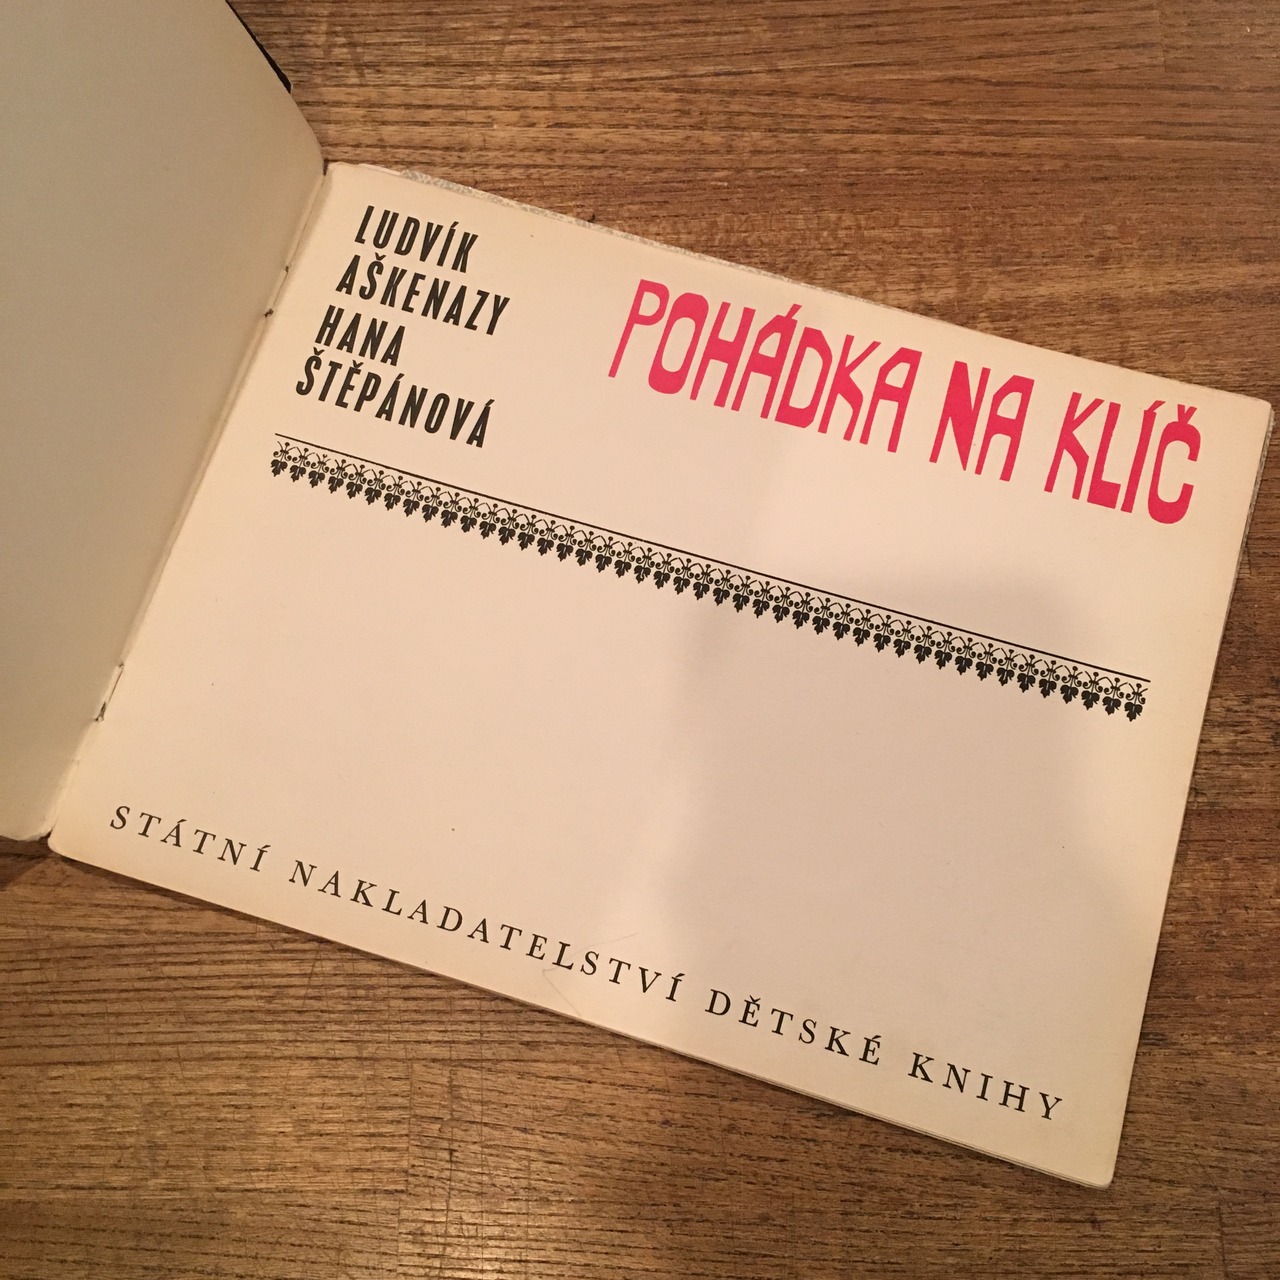 LUDVÍK
AŠKENAZY
HANA
ŠTĚPÁNOVÁ
POHÁDKA NA KLÍČ
STÁTNÍ NAKLADATELSTVÍ DĚTSKÉ KNIHY